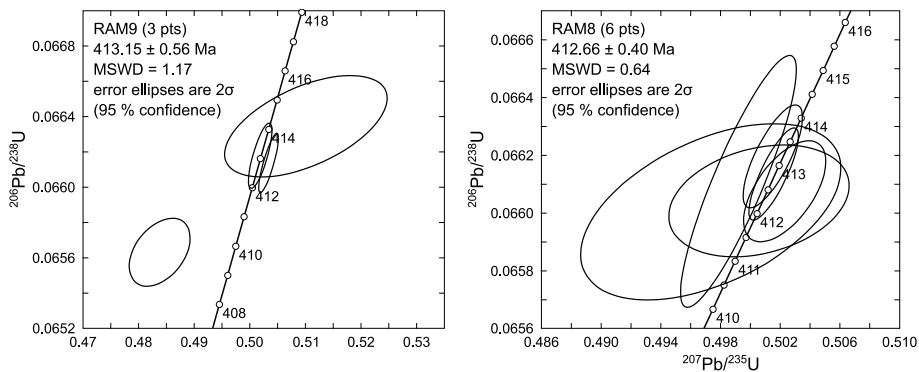 RAM9 (3 pts)
413.15 ± 0.56 Ma
MSWD = 1.17
error ellipses are 2σ
(95 % confidence)
418
416
414
412
410
408
0.0668
0.0664
0.0660
0.0656
0.0652
0.47
0.48
0.49
0.50
0.51
0.52
0.53
206Pb/238U
RAM8 (6 pts)
412.66 ± 0.40 Ma
MSWD = 0.64
error ellipses are 2σ
(95 % confidence)
416
415
414
413
412
411
410
0.0666
0.0664
0.0662
0.0660
0.0658
0.0656
0.486
0.490
0.494
0.498
0.502
0.506
0.510
206Pb/238U
207Pb/235U